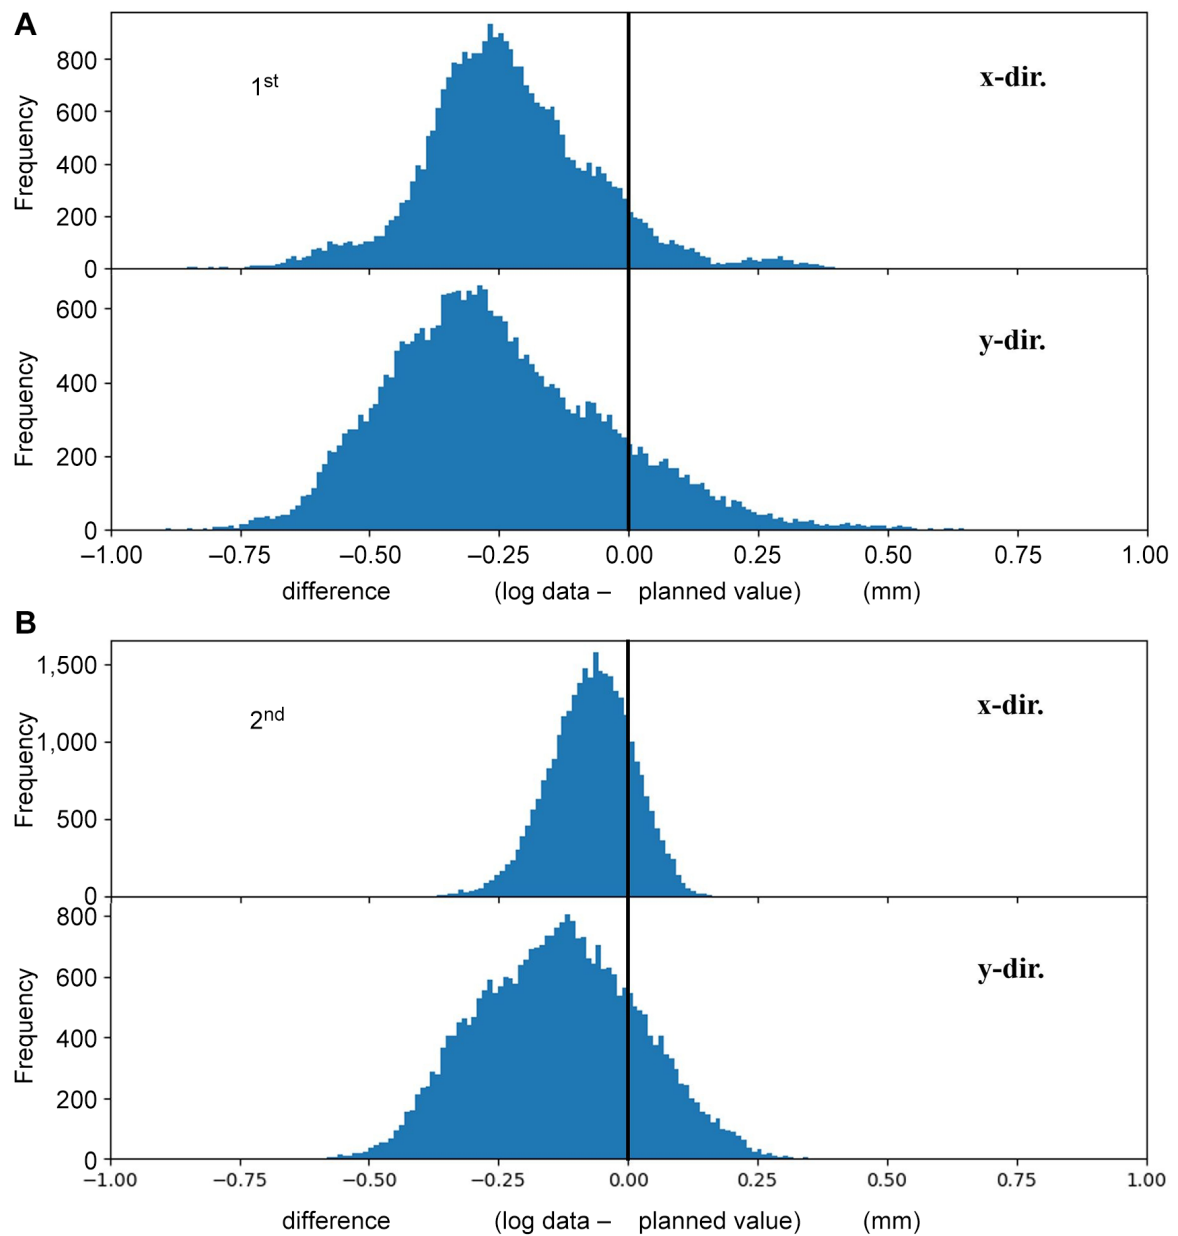 A
800
600
400
200
0
Frequency
1st
x-dir.
600
400
200
0
Frequency
y-dir.
−1.00 −0.75 −0.50 −0.25 0.00 0.25 0.50 0.75 1.00
difference (log data – planned value) (mm)
B
1,500
1,000
500
0
Frequency
2nd
x-dir.
800
600
400
200
0
Frequency
y-dir.
−1.00 −0.75 −0.50 −0.25 0.00 0.25 0.50 0.75 1.00
difference (log data – planned value) (mm)